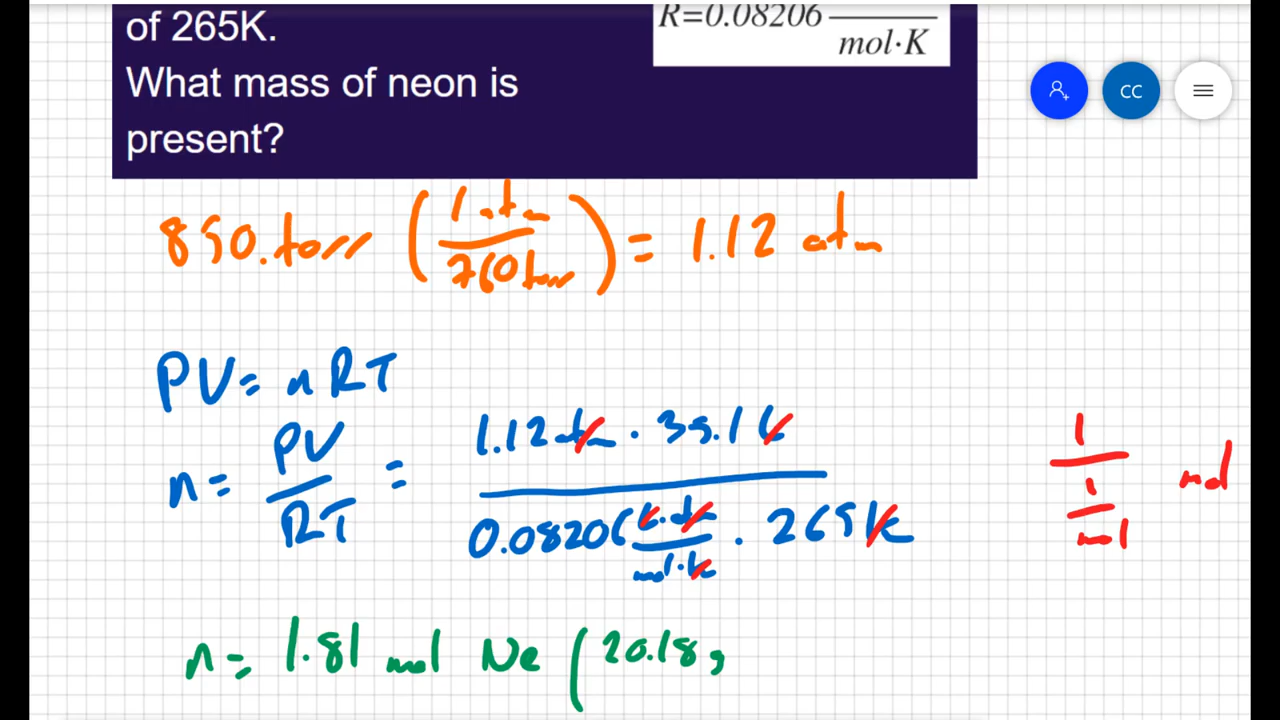 of 265K.
What mass of neon is
present?
R=0.08206 mol·K
CC
850. torr ( 1 atm / 760 torr ) = 1.12 atm
PV = nRT
n = PV / RT = 1.12 atm · 35.1 L / 0.08206 L·atm / mol·K · 265 K
1 / 1 / mol mol
n = 1.81 mol Ne ( 20.18 g